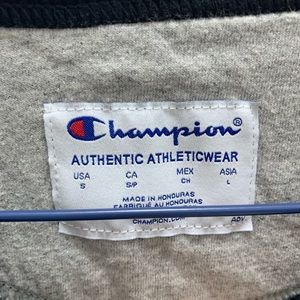 Champion®
AUTHENTIC ATHLETICWEAR
USA CA MEX ASIA
S S/P CH L
MADE IN HONDURAS
FABRIQUÉ AU HONDURAS
CHAMPION.COM